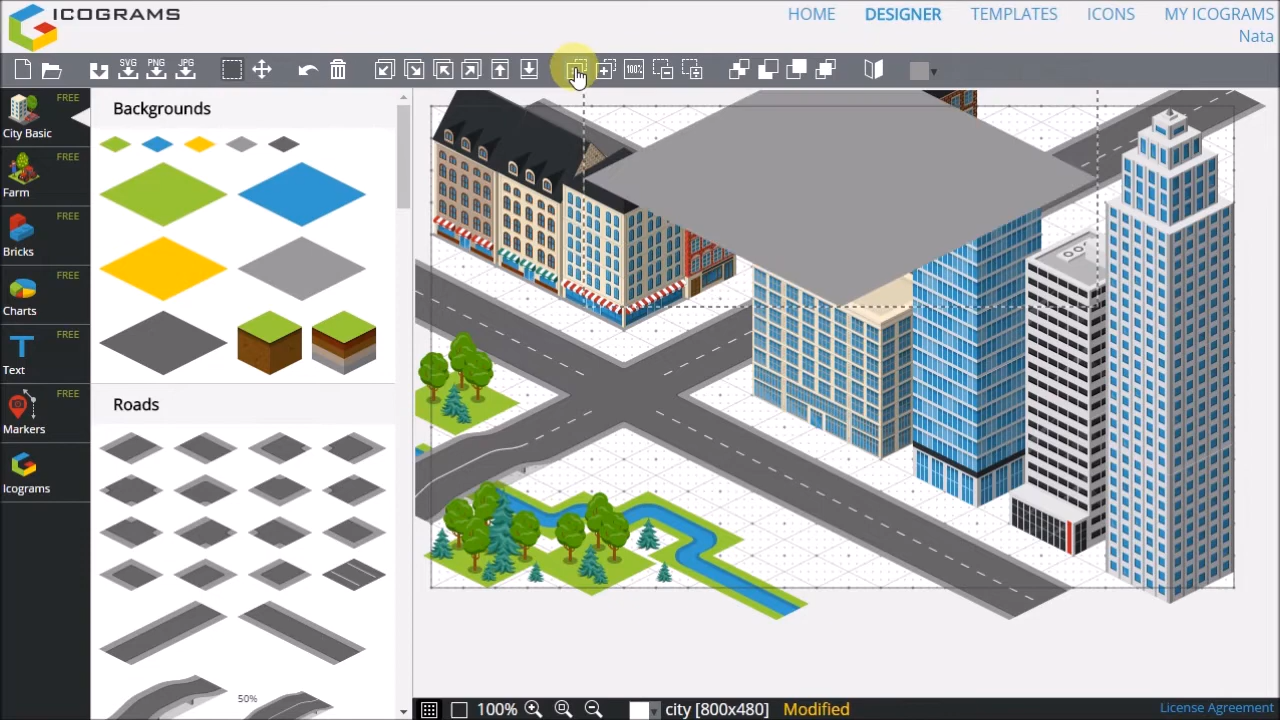 ICOGRAMS
HOME
DESIGNER
TEMPLATES
ICONS
MY ICOGRAMS
Nata
SVG
PNG
JPG
100%
FREE
City Basic
FREE
Farm
FREE
Bricks
FREE
Charts
FREE
Text
FREE
Markers
Icograms
Backgrounds
Roads
50%
100%
city [800x480]
Modified
License Agreement